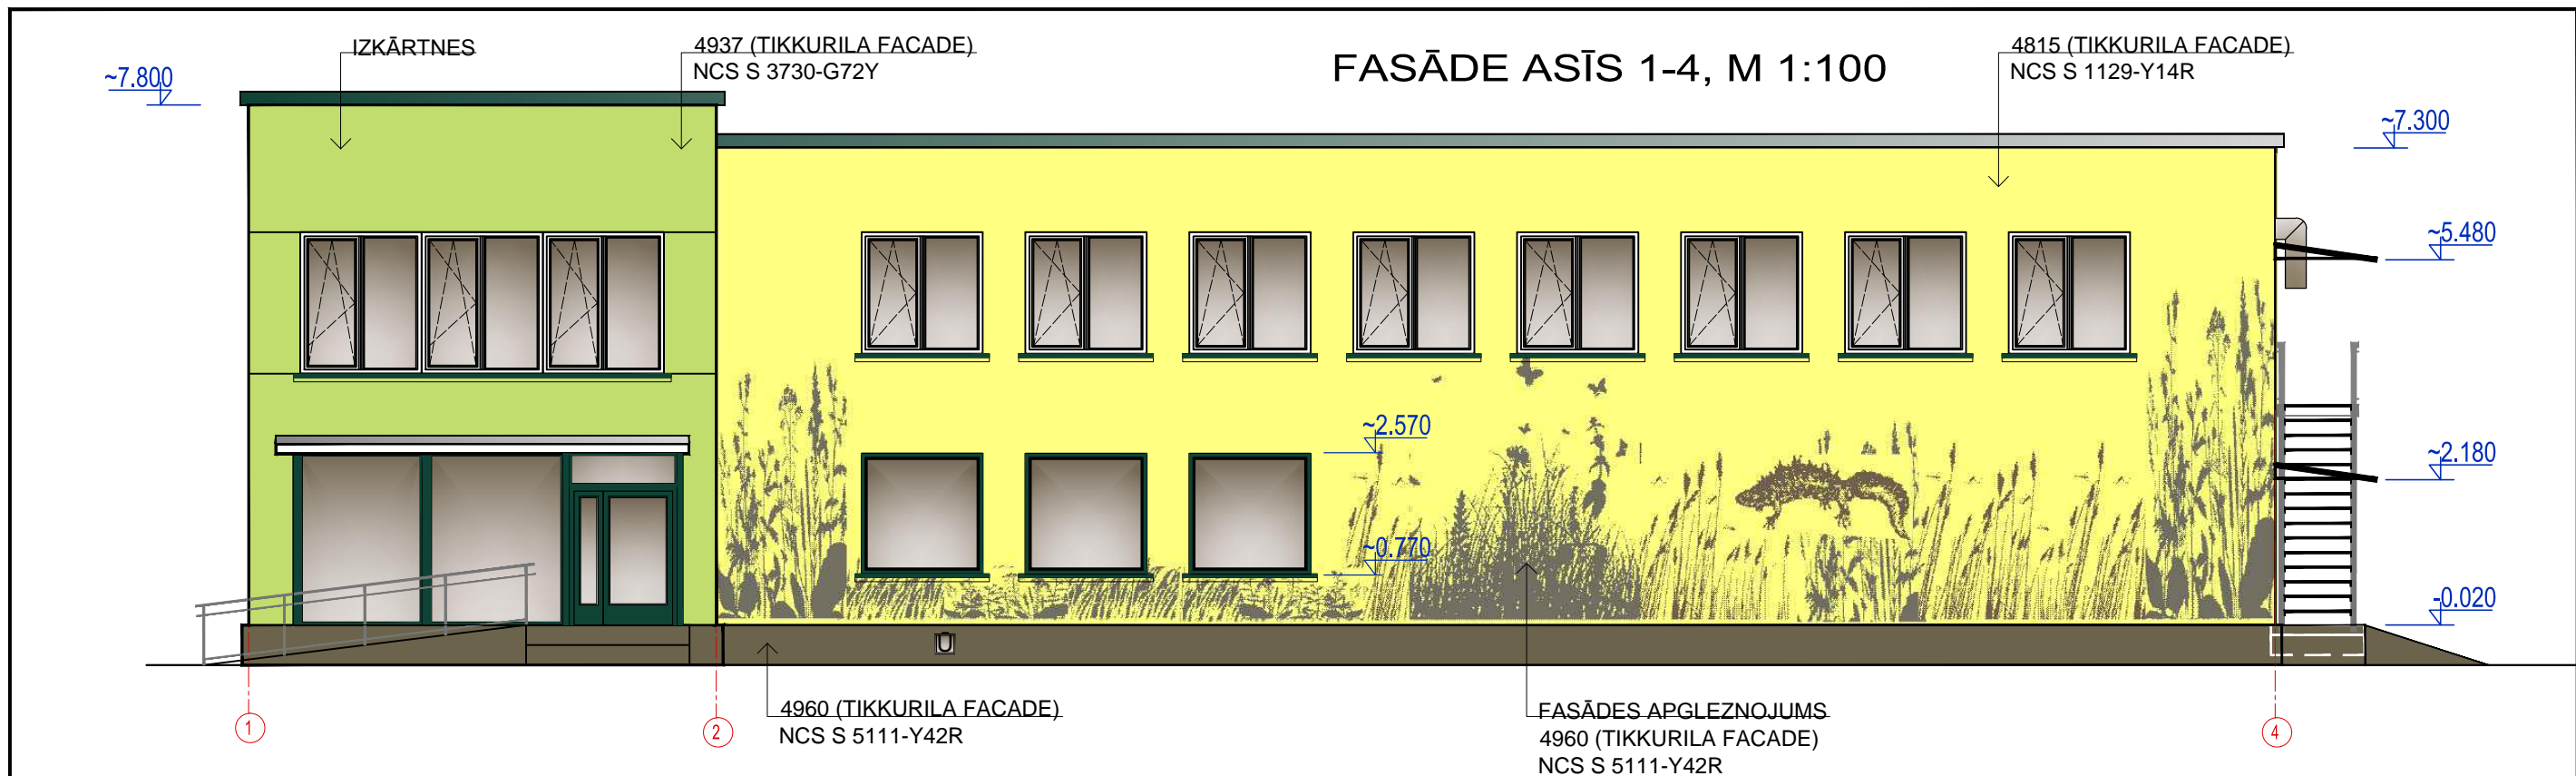 IZKĀRTNES
4937 (TIKKURILA FACADE)
NCS S 3730-G72Y
FASĀDE ASĪS 1-4, M 1:100
4815 (TIKKURILA FACADE)
NCS S 1129-Y14R
~7.800
~7.300
~5.480
~2.570
~2.180
~0.770
-0.020
1
2
4
4960 (TIKKURILA FACADE)
NCS S 5111-Y42R
FASĀDES APGLEZNOJUMS
4960 (TIKKURILA FACADE)
NCS S 5111-Y42R